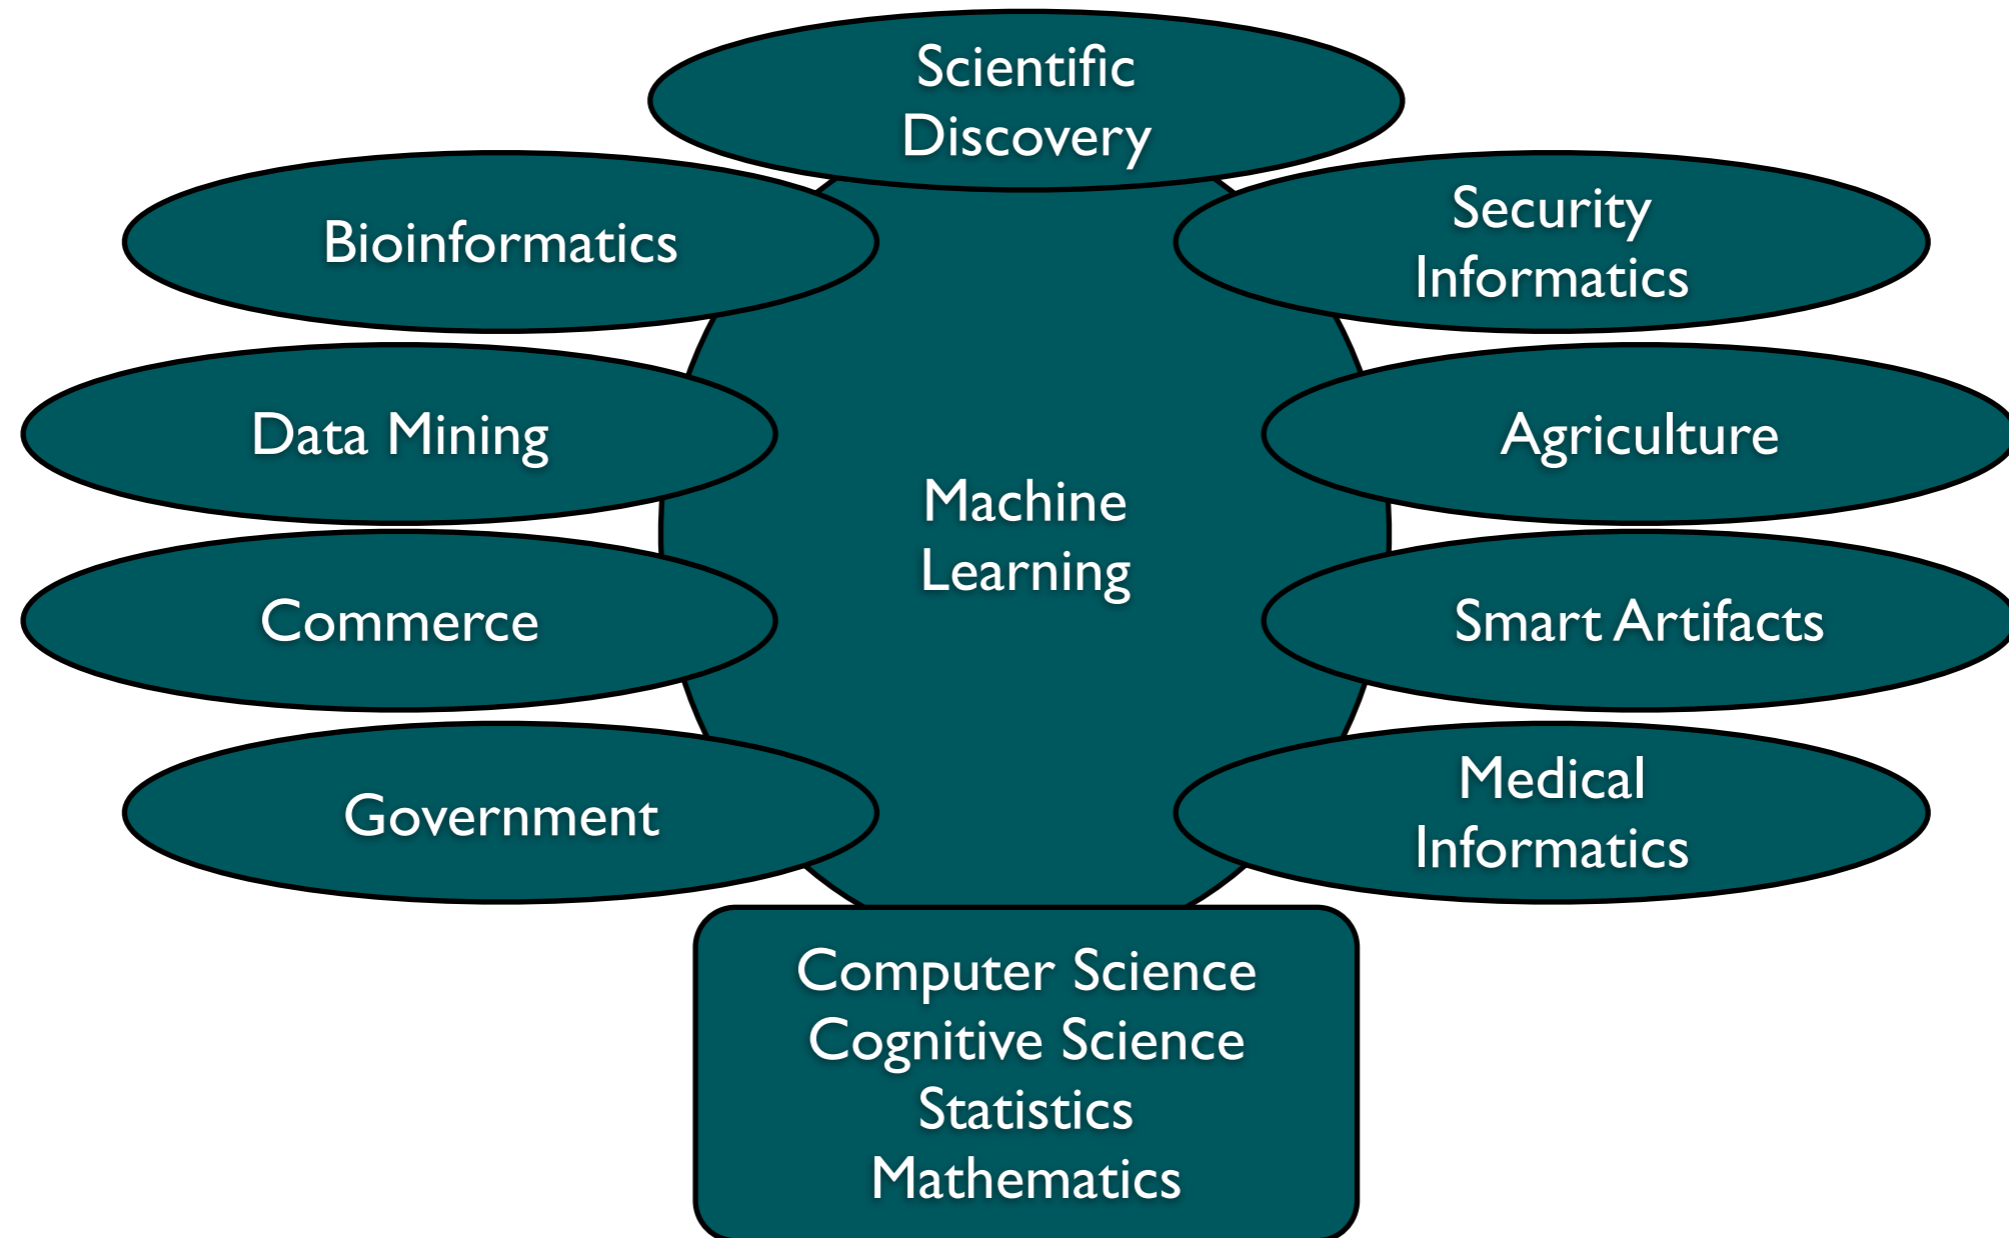 Scientific
Discovery
Bioinformatics
Security
Informatics
Data Mining
Agriculture
Machine
Learning
Commerce
Smart Artifacts
Government
Medical
Informatics
Computer Science
Cognitive Science
Statistics
Mathematics